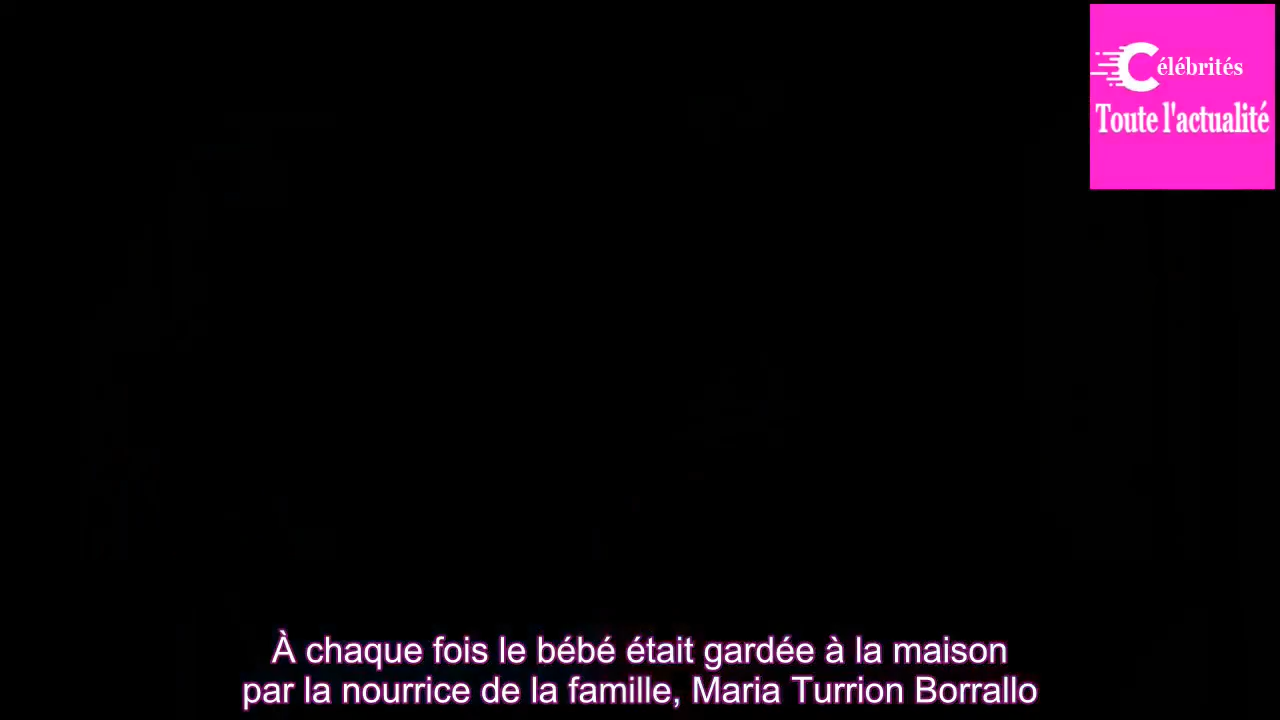 Célébrités
Toute l'actualité
À chaque fois le bébé était gardée à la maison
par la nourrice de la famille, Maria Turrion Borrallo